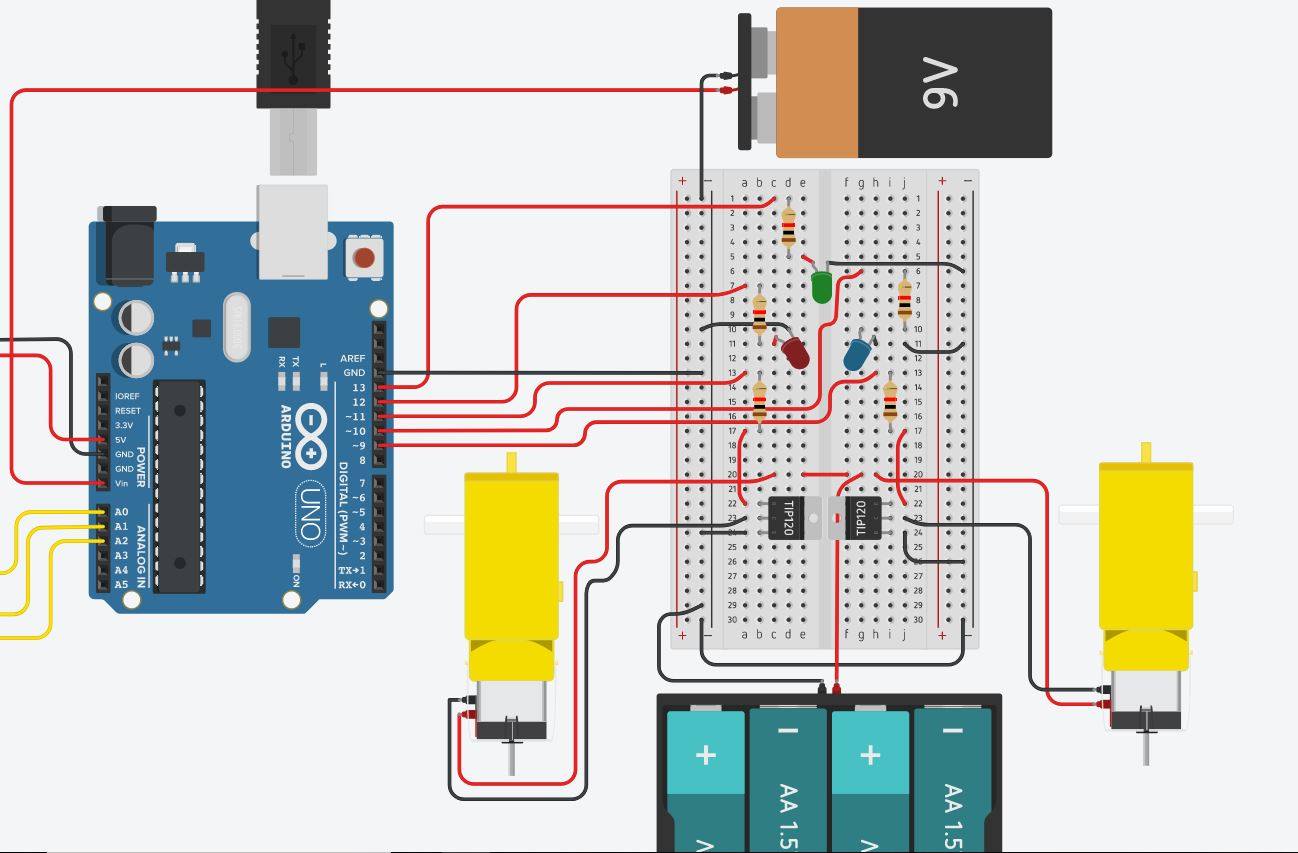 9V
+ −
a b c d e f g h i j
+ −
1 1
2 2
3 3
4 4
5 5
6 6
7 7
8 8
9 9
10 10
11 11
12 12
13 13
14 14
15 15
16 16
17 17
18 18
19 19
20 20
21 21
22 22
23 23
24 24
25 25
26 26
27 27
28 28
29 29
30 30
+ −
a b c d e f g h i j
+ −
TIP120
TIP120
AREF
GND
13
12
~11
~10
~9
8
7
~6
~5
4
~3
2
TX→1
RX←0
DIGITAL (PWM ~)
IOREF
RESET
3.3V
5V
GND
GND
Vin
POWER
A0
A1
A2
A3
A4
A5
ANALOG IN
RX
TX
L
ARDUINO
UNO
ON
+ − + −
AA 1.5
AA 1.5